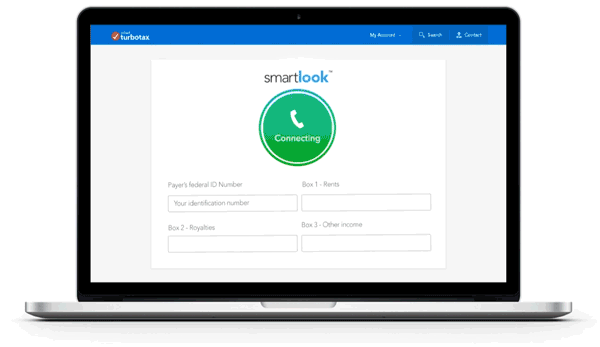 turbotax
My Account
Search
Contact
smartlook™
Connecting
Payer's federal ID Number
Box 1 - Rents
Your identification number
Box 2 - Royalties
Box 3 - Other income